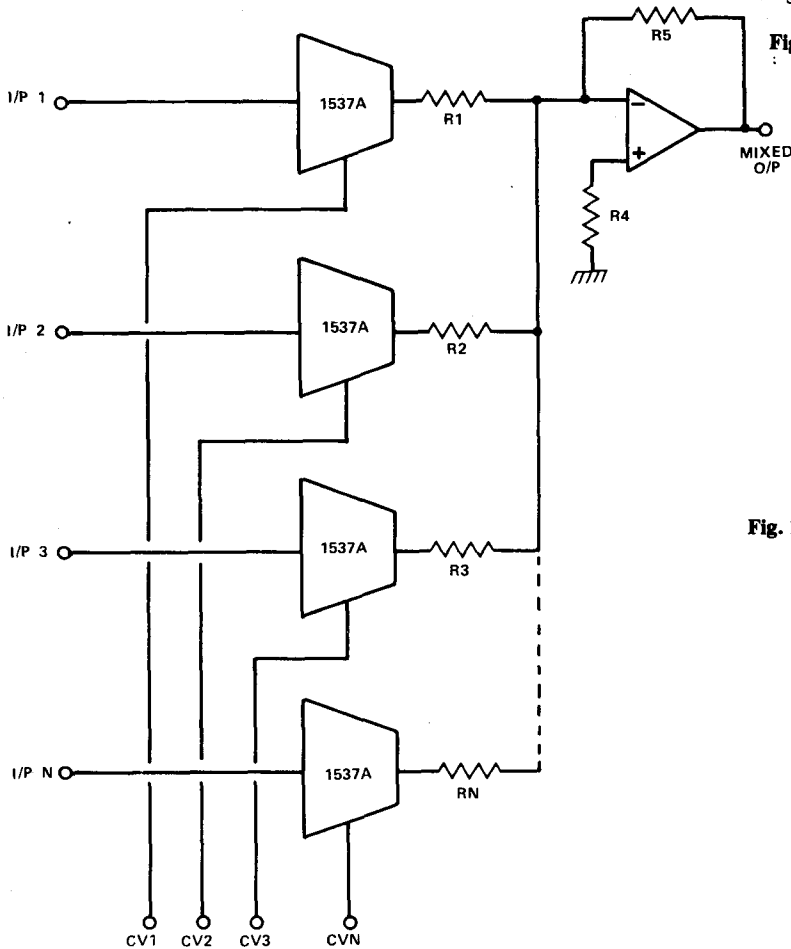 R5
Fig
I/P 1
1537A
R1
−
+
MIXED
O/P
R4
I/P 2
1537A
R2
I/P 3
1537A
R3
Fig.
I/P N
1537A
RN
CV1 CV2 CV3 CVN